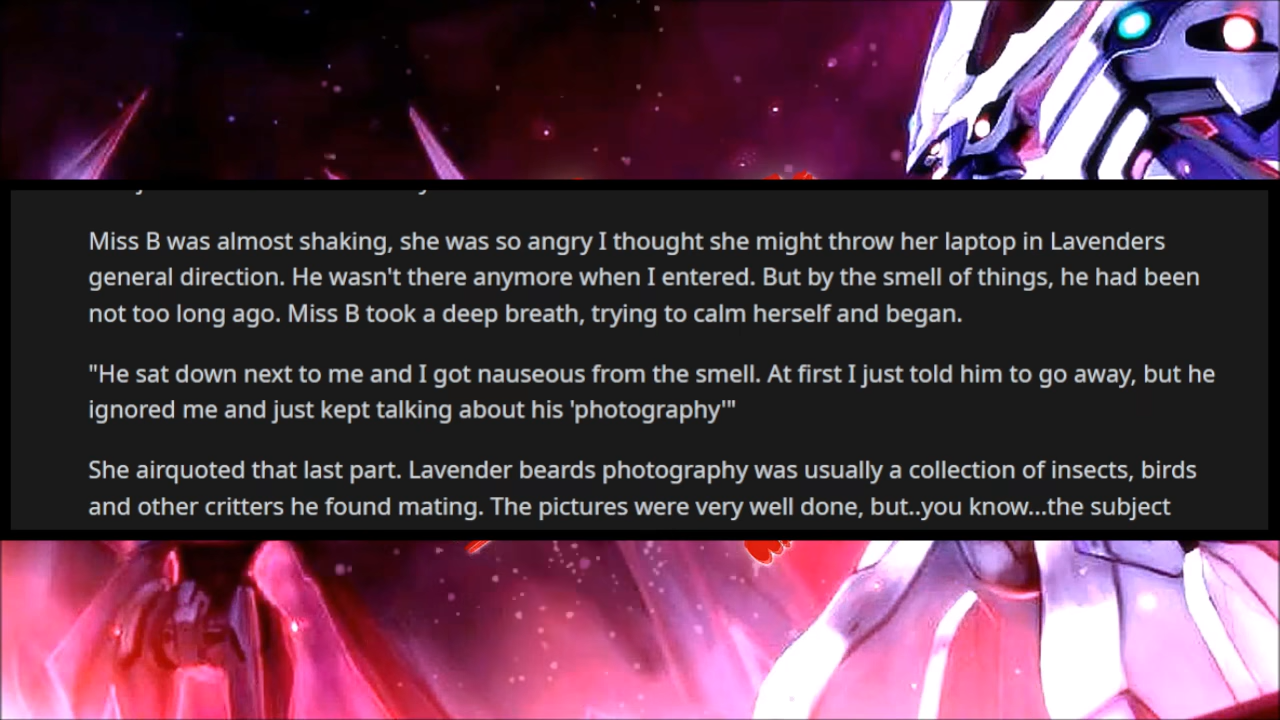 Miss B was almost shaking, she was so angry I thought she might throw her laptop in Lavenders
general direction. He wasn't there anymore when I entered. But by the smell of things, he had been
not too long ago. Miss B took a deep breath, trying to calm herself and began.
"He sat down next to me and I got nauseous from the smell. At first I just told him to go away, but he
ignored me and just kept talking about his 'photography'"
She airquoted that last part. Lavender beards photography was usually a collection of insects, birds
and other critters he found mating. The pictures were very well done, but..you know...the subject